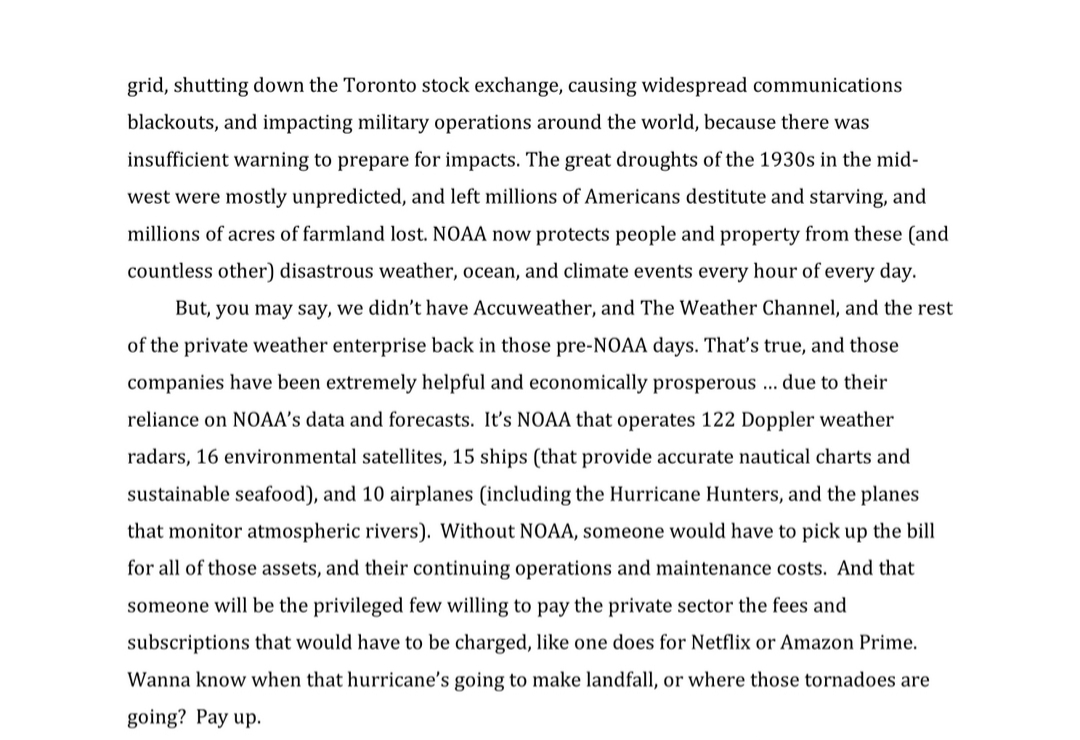 grid, shutting down the Toronto stock exchange, causing widespread communications
blackouts, and impacting military operations around the world, because there was
insufficient warning to prepare for impacts. The great droughts of the 1930s in the mid-
west were mostly unpredicted, and left millions of Americans destitute and starving, and
millions of acres of farmland lost. NOAA now protects people and property from these (and
countless other) disastrous weather, ocean, and climate events every hour of every day.
But, you may say, we didn’t have Accuweather, and The Weather Channel, and the rest
of the private weather enterprise back in those pre-NOAA days. That’s true, and those
companies have been extremely helpful and economically prosperous … due to their
reliance on NOAA’s data and forecasts.  It’s NOAA that operates 122 Doppler weather
radars, 16 environmental satellites, 15 ships (that provide accurate nautical charts and
sustainable seafood), and 10 airplanes (including the Hurricane Hunters, and the planes
that monitor atmospheric rivers).  Without NOAA, someone would have to pick up the bill
for all of those assets, and their continuing operations and maintenance costs.  And that
someone will be the privileged few willing to pay the private sector the fees and
subscriptions that would have to be charged, like one does for Netflix or Amazon Prime.
Wanna know when that hurricane’s going to make landfall, or where those tornadoes are
going?  Pay up.